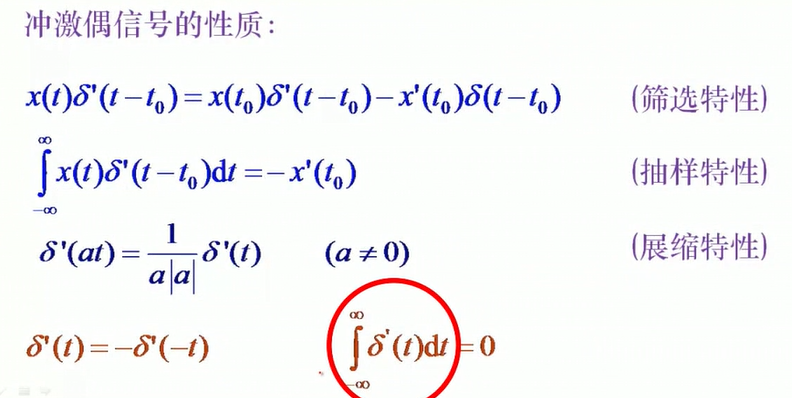 冲激偶信号的性质:
x(t)δ'(t-t₀)=x(t₀)δ'(t-t₀)-x'(t₀)δ(t-t₀) (筛选特性)
∫_{-∞}^{∞} x(t)δ'(t-t₀)dt=-x'(t₀) (抽样特性)
δ'(at)=\frac{1}{a|a|}δ'(t) (a≠0) (展缩特性)
δ'(t)=-δ'(-t) ∫_{-∞}^{∞} δ'(t)dt=0